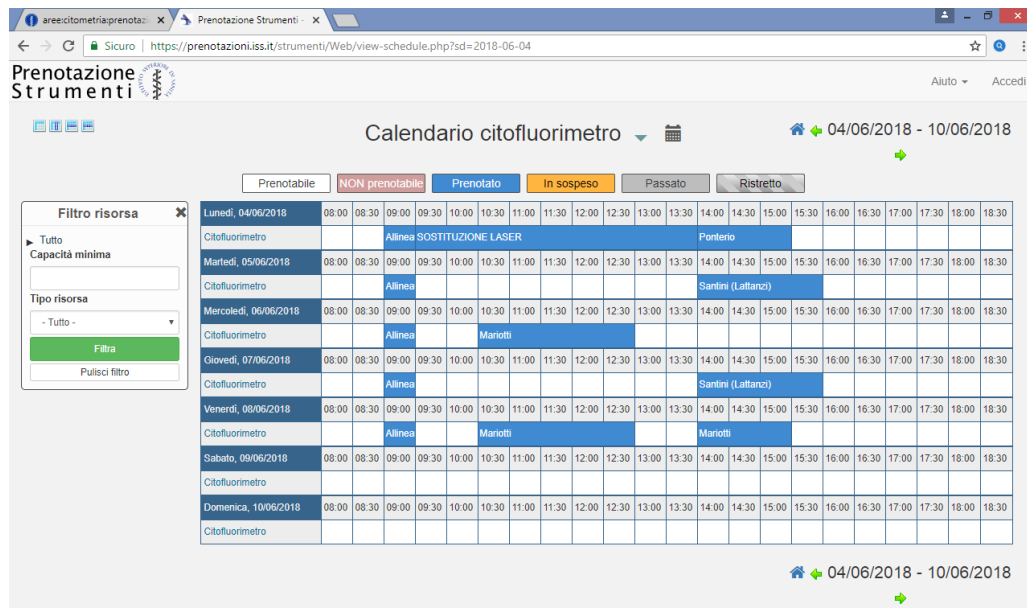 aree:citometria:prenotazi
Prenotazione Strumenti -
Sicuro | https://prenotazioni.iss.it/strumenti/Web/view-schedule.php?sd=2018-06-04
Prenotazione
Strumenti
Aiuto Accedi
Calendario citofluorimetro
04/06/2018 - 10/06/2018
Prenotabile NON prenotabile Prenotato In sospeso Passato Ristretto
Filtro risorsa
Tutto
Capacità minima
Tipo risorsa
- Tutto -
Filtra
Pulisci filtro
Lunedì, 04/06/2018 08:00 08:30 09:00 09:30 10:00 10:30 11:00 11:30 12:00 12:30 13:00 13:30 14:00 14:30 15:00 15:30 16:00 16:30 17:00 17:30 18:00 18:30
Citofluorimetro Allinea SOSTITUZIONE LASER Ponterio
Martedì, 05/06/2018 08:00 08:30 09:00 09:30 10:00 10:30 11:00 11:30 12:00 12:30 13:00 13:30 14:00 14:30 15:00 15:30 16:00 16:30 17:00 17:30 18:00 18:30
Citofluorimetro Allinea Santini (Lattanzi)
Mercoledì, 06/06/2018 08:00 08:30 09:00 09:30 10:00 10:30 11:00 11:30 12:00 12:30 13:00 13:30 14:00 14:30 15:00 15:30 16:00 16:30 17:00 17:30 18:00 18:30
Citofluorimetro Allinea Mariotti
Giovedì, 07/06/2018 08:00 08:30 09:00 09:30 10:00 10:30 11:00 11:30 12:00 12:30 13:00 13:30 14:00 14:30 15:00 15:30 16:00 16:30 17:00 17:30 18:00 18:30
Citofluorimetro Allinea Santini (Lattanzi)
Venerdì, 08/06/2018 08:00 08:30 09:00 09:30 10:00 10:30 11:00 11:30 12:00 12:30 13:00 13:30 14:00 14:30 15:00 15:30 16:00 16:30 17:00 17:30 18:00 18:30
Citofluorimetro Allinea Mariotti Mariotti
Sabato, 09/06/2018 08:00 08:30 09:00 09:30 10:00 10:30 11:00 11:30 12:00 12:30 13:00 13:30 14:00 14:30 15:00 15:30 16:00 16:30 17:00 17:30 18:00 18:30
Citofluorimetro
Domenica, 10/06/2018 08:00 08:30 09:00 09:30 10:00 10:30 11:00 11:30 12:00 12:30 13:00 13:30 14:00 14:30 15:00 15:30 16:00 16:30 17:00 17:30 18:00 18:30
Citofluorimetro
04/06/2018 - 10/06/2018